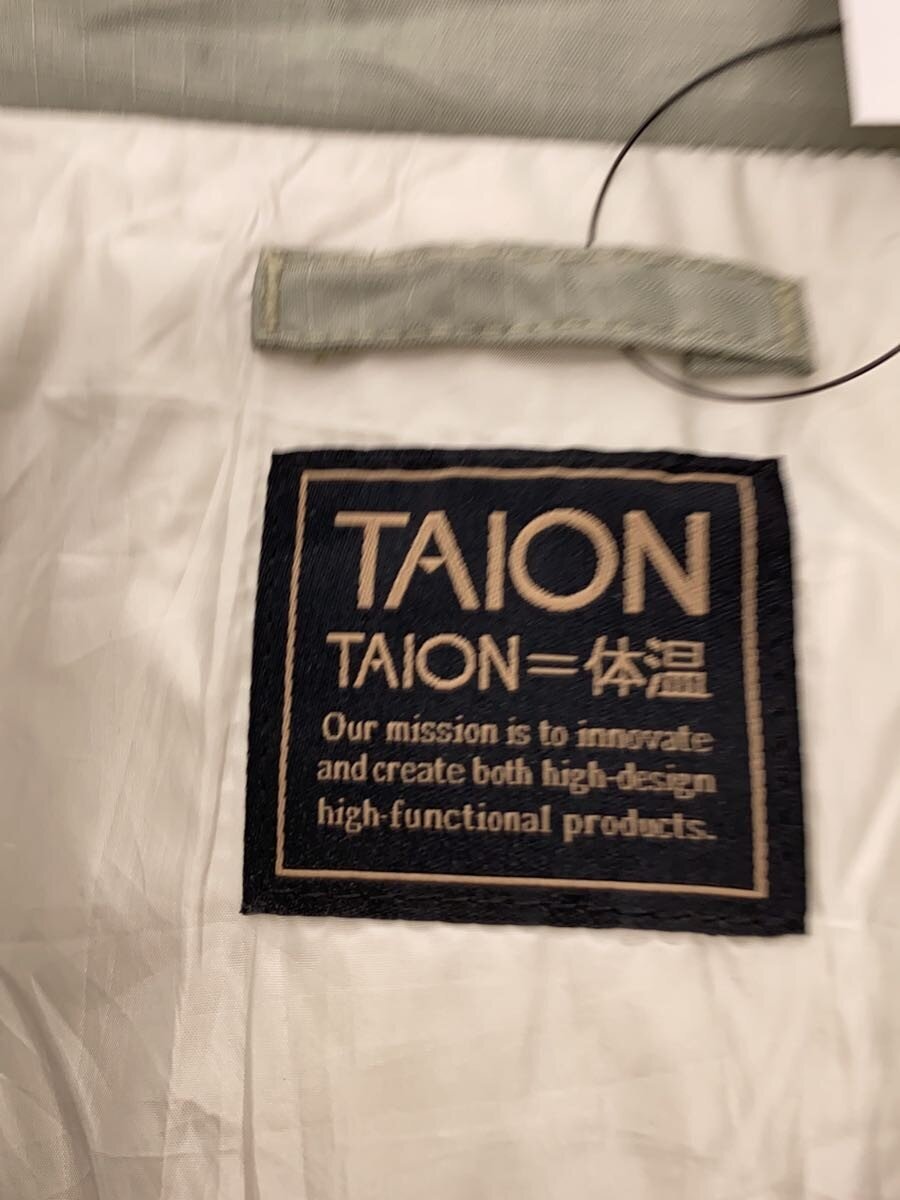 TAION
TAION=体温
Our mission is to innovate
and create both high-design
high-functional products.